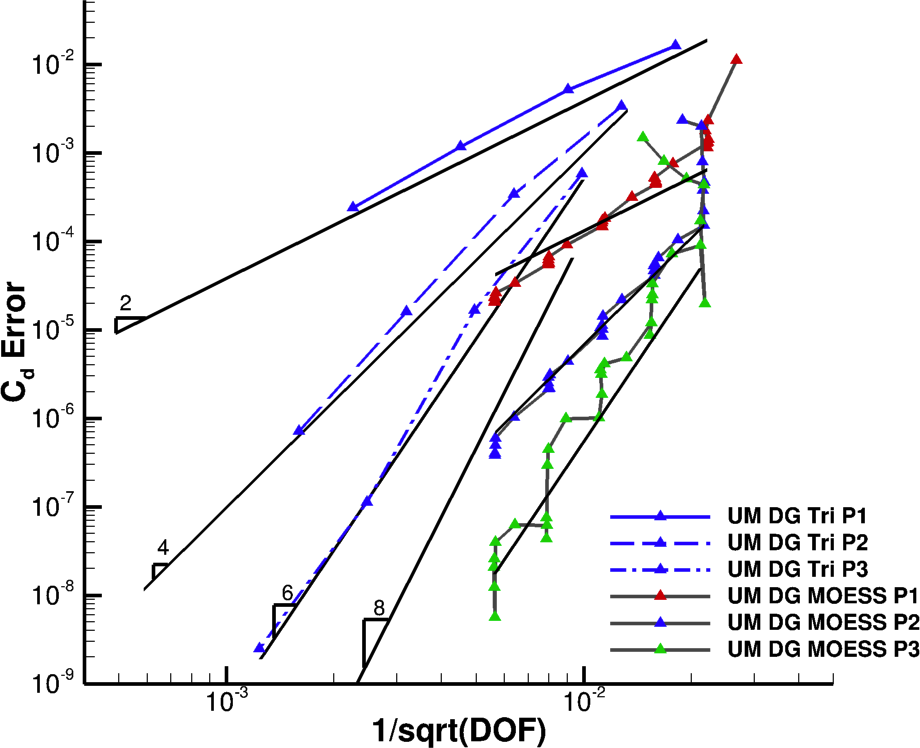 10-2
10-3
10-4
10-5
10-6
10-7
10-8
10-9
Cd Error
2
4
6
8
UM DG Tri P1
UM DG Tri P2
UM DG Tri P3
UM DG MOESS P1
UM DG MOESS P2
UM DG MOESS P3
10-3
10-2
1/sqrt(DOF)